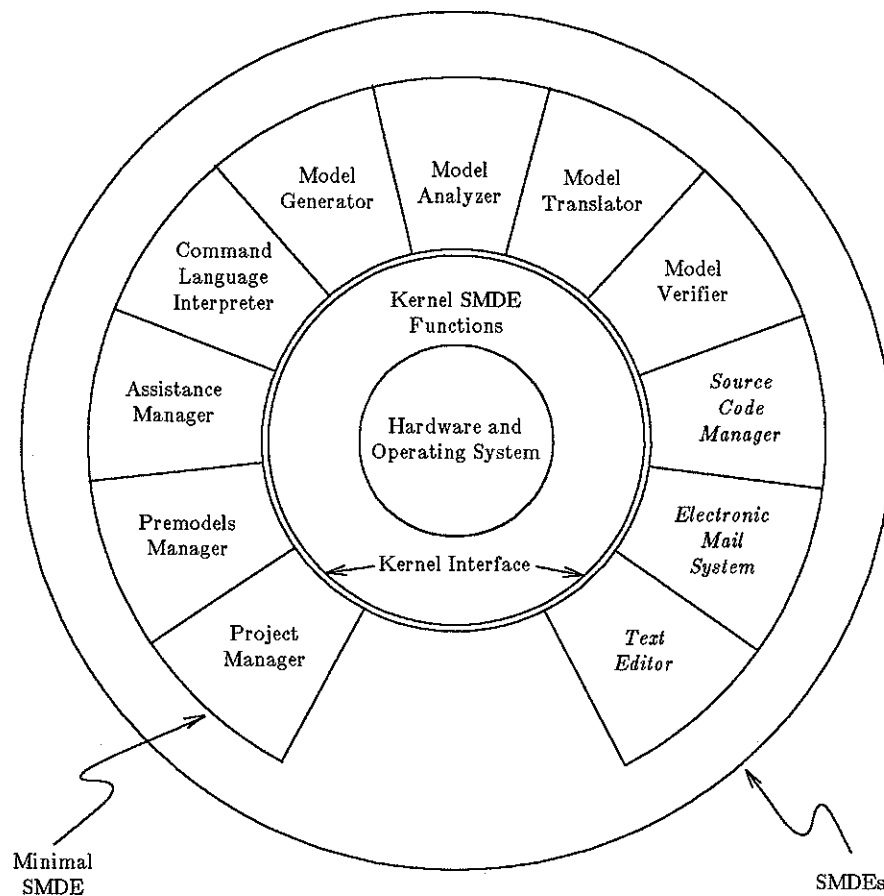 Model
Generator
Model
Analyzer
Model
Translator
Command
Language
Interpreter
Model
Verifier
Kernel SMDE
Functions
Assistance
Manager
Source
Code
Manager
Hardware and
Operating System
Premodels
Manager
Electronic
Mail
System
Kernel Interface
Project
Manager
Text
Editor
Minimal
SMDE
SMDEs